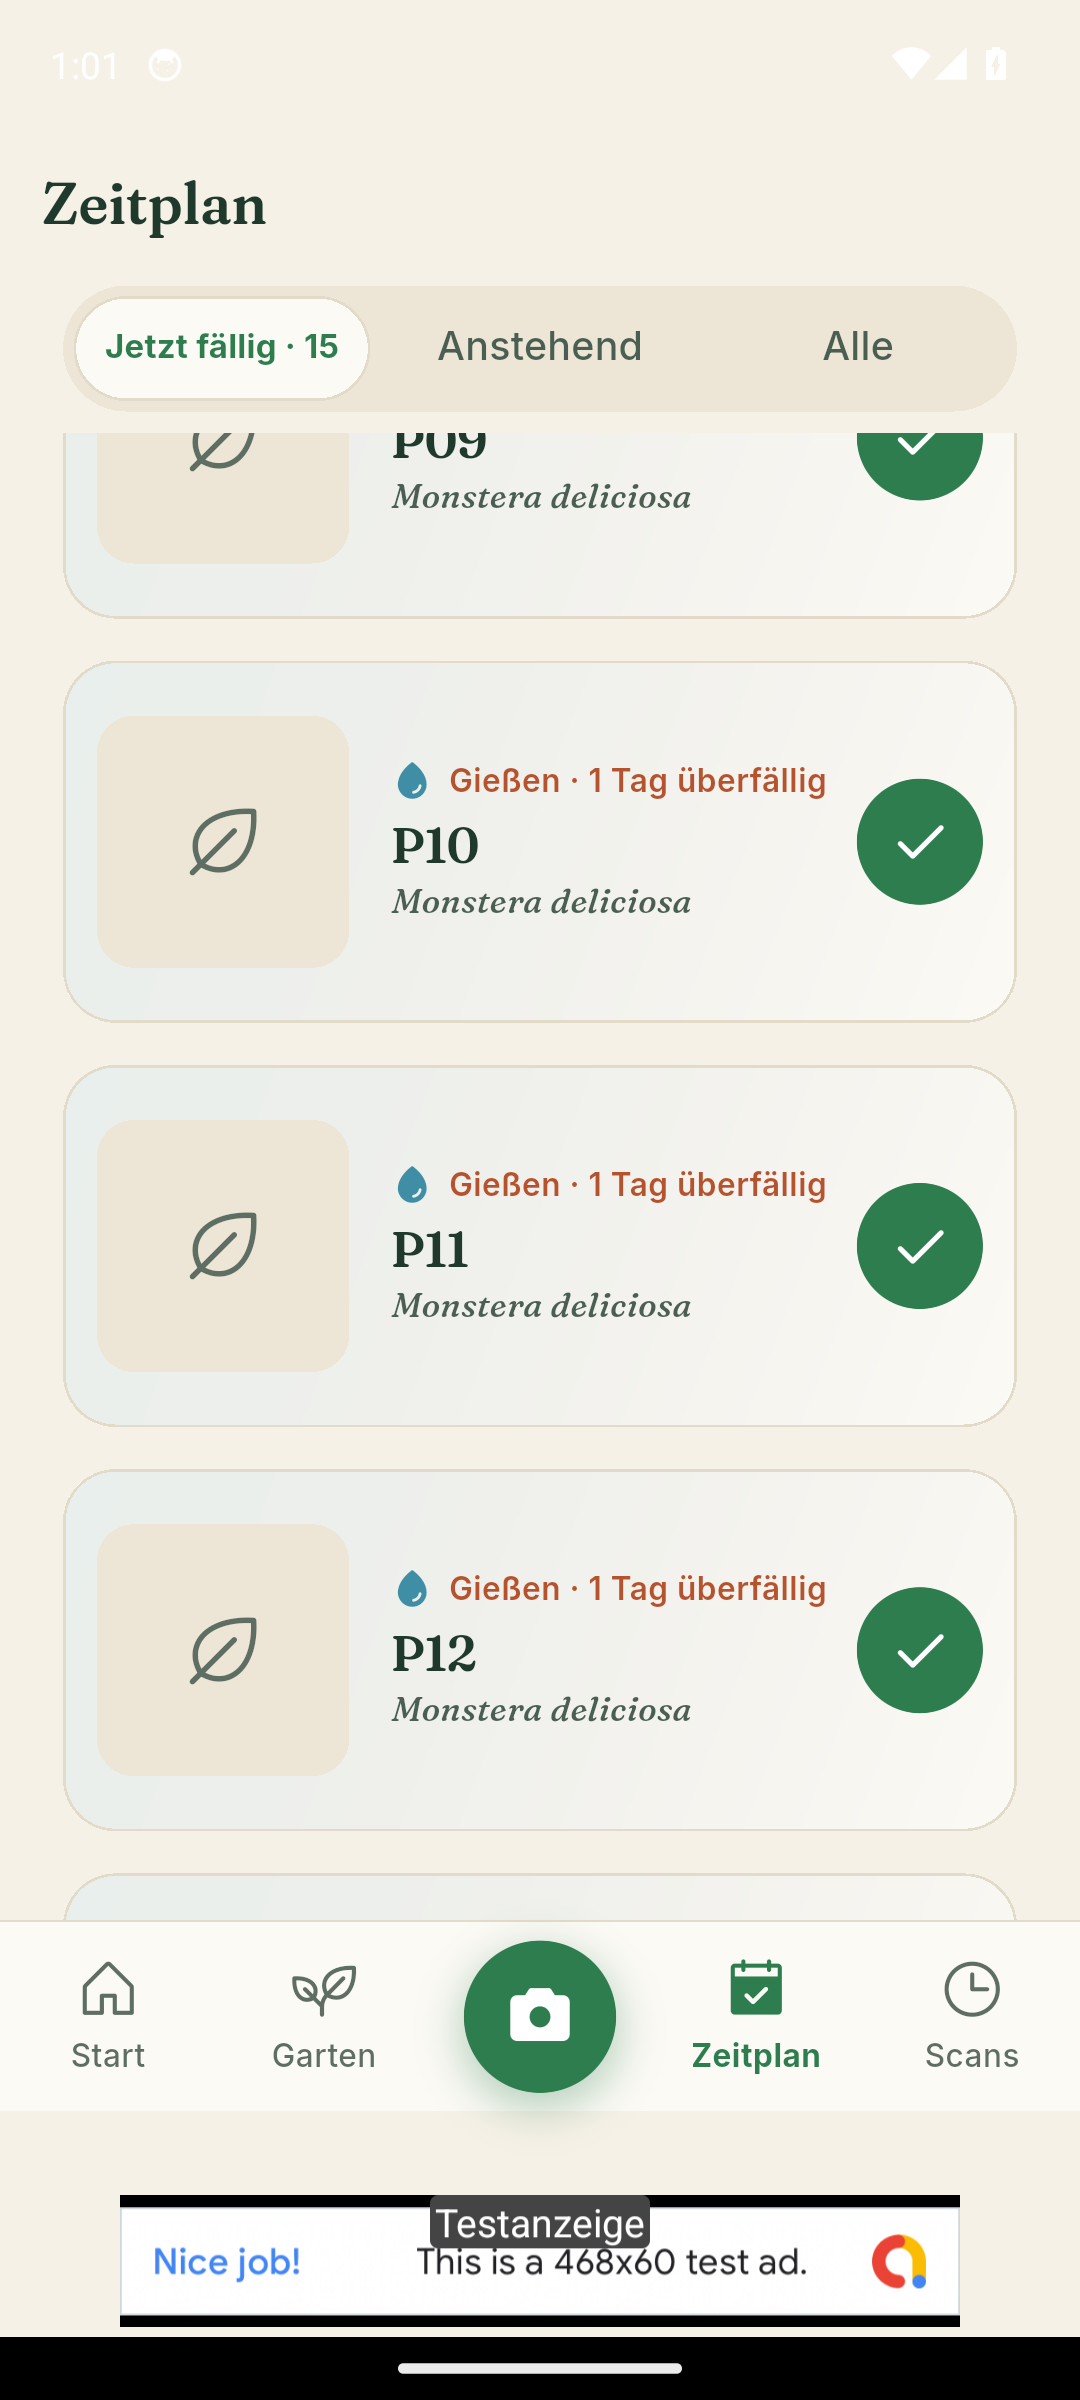 1:01
Zeitplan
Jetzt fällig · 15
Anstehend
Alle
P09
Monstera deliciosa
Gießen · 1 Tag überfällig
P10
Monstera deliciosa
Gießen · 1 Tag überfällig
P11
Monstera deliciosa
Gießen · 1 Tag überfällig
P12
Monstera deliciosa
Start
Garten
Zeitplan
Scans
Testanzeige
Nice job!
This is a 468x60 test ad.